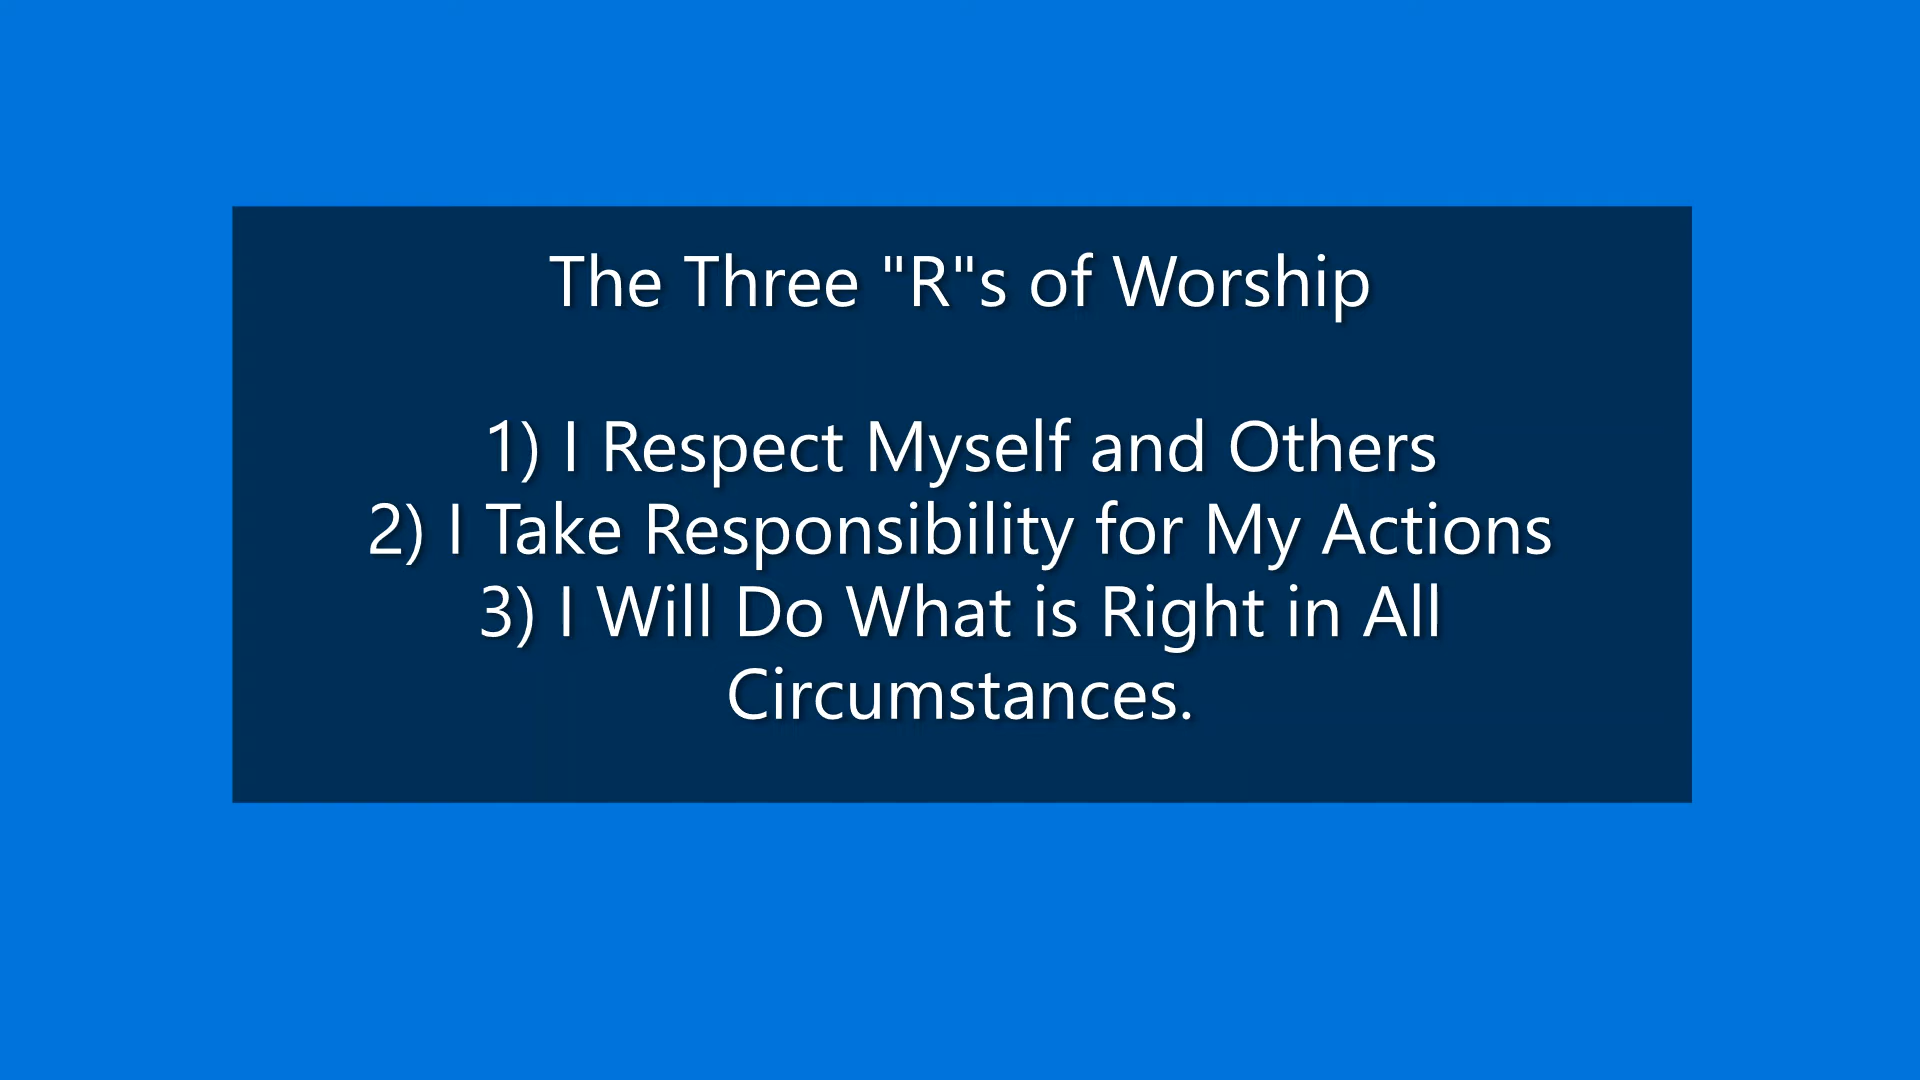 The Three "R"s of Worship
1) I Respect Myself and Others
2) I Take Responsibility for My Actions
3) I Will Do What is Right in All
Circumstances.